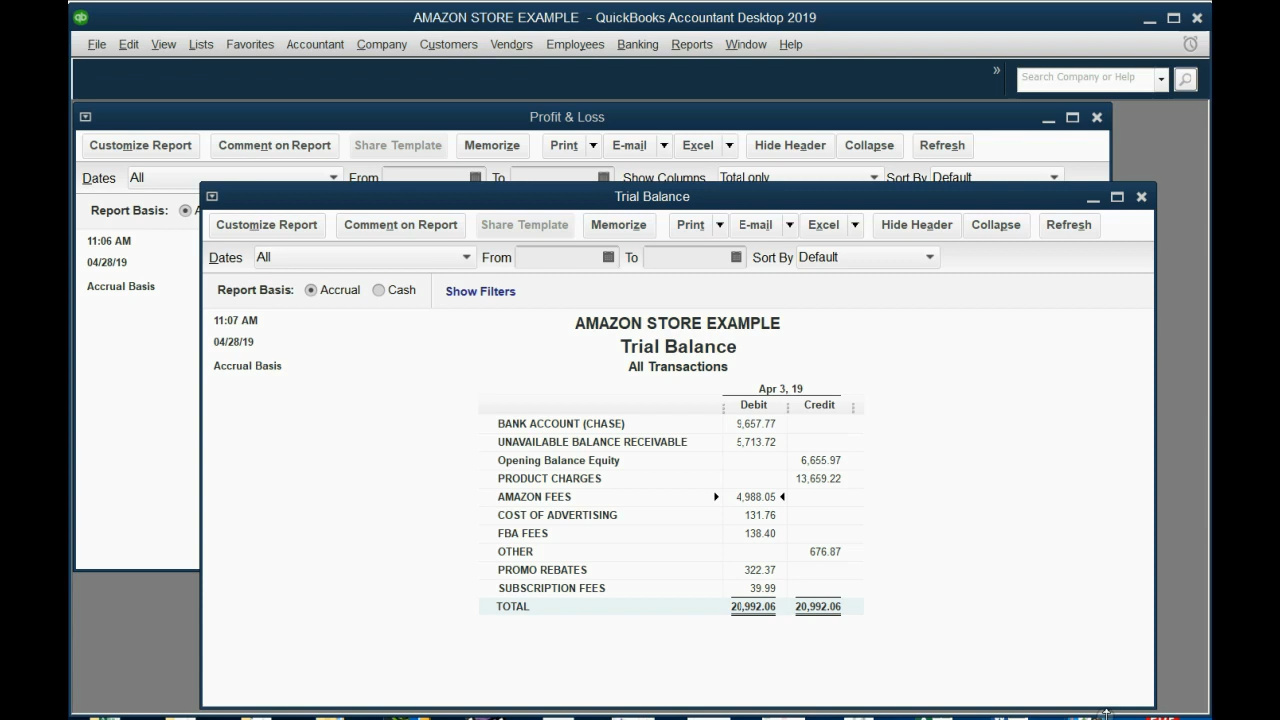 AMAZON STORE EXAMPLE - QuickBooks Accountant Desktop 2019
File Edit View Lists Favorites Accountant Company Customers Vendors Employees Banking Reports Window Help
» Search Company or Help
Profit & Loss
Customize Report Comment on Report Share Template Memorize Print E-mail Excel Hide Header Collapse Refresh
Dates All From To Show Columns Total only Sort By Default
Report Basis:
11:06 AM
04/28/19
Accrual Basis
Trial Balance
Customize Report Comment on Report Share Template Memorize Print E-mail Excel Hide Header Collapse Refresh
Dates All From To Sort By Default
Report Basis: Accrual Cash Show Filters
11:07 AM
04/28/19
Accrual Basis
AMAZON STORE EXAMPLE
Trial Balance
All Transactions
Apr 3, 19
Debit Credit
BANK ACCOUNT (CHASE) 9,657.77
UNAVAILABLE BALANCE RECEIVABLE 5,713.72
Opening Balance Equity 6,655.97
PRODUCT CHARGES 13,659.22
AMAZON FEES 4,988.05
COST OF ADVERTISING 131.76
FBA FEES 138.40
OTHER 676.87
PROMO REBATES 322.37
SUBSCRIPTION FEES 39.99
TOTAL 20,992.06 20,992.06